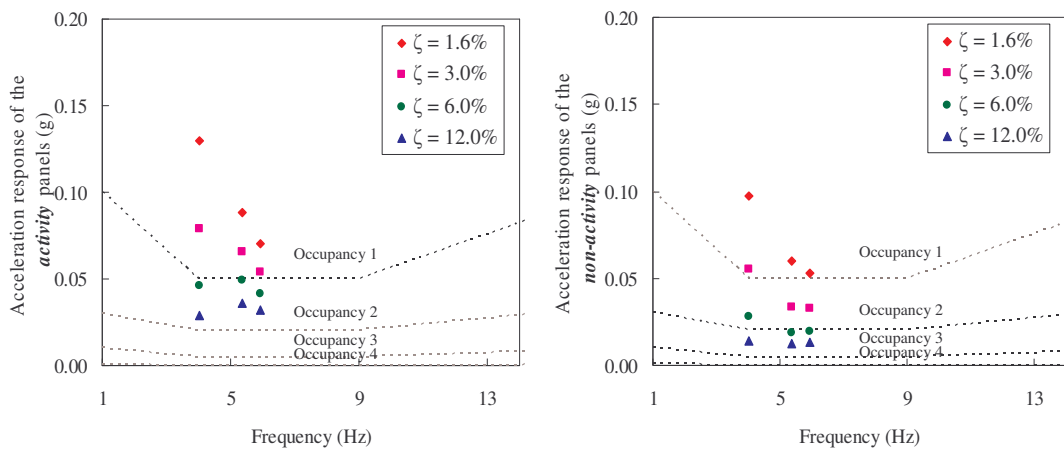 Acceleration response of the
activity panels (g)
0.20
0.15
0.10
0.05
0.00
ζ = 1.6%
ζ = 3.0%
ζ = 6.0%
ζ = 12.0%
Occupancy 1
Occupancy 2
Occupancy 3
Occupancy 4
1
5
9
13
Frequency (Hz)
Acceleration response of the
non-activity panels (g)
0.20
0.15
0.10
0.05
0.00
ζ = 1.6%
ζ = 3.0%
ζ = 6.0%
ζ = 12.0%
Occupancy 1
Occupancy 2
Occupancy 3
Occupancy 4
1
5
9
13
Frequency (Hz)